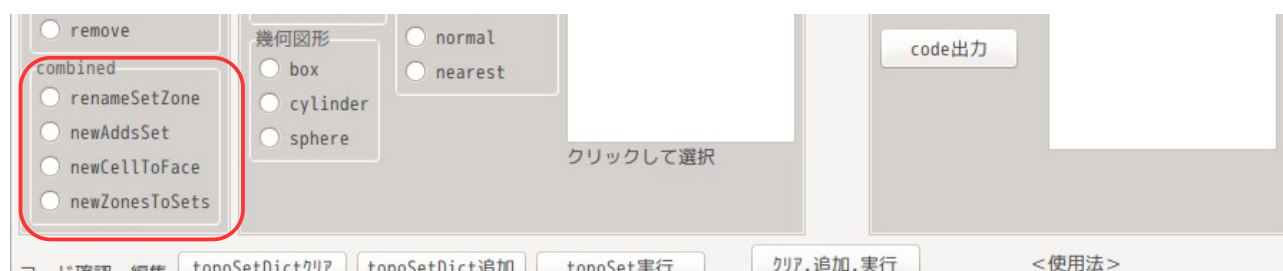 remove
combined
renameSetZone
newAddsSet
newCellToFace
newZonesToSets
幾何図形
box
cylinder
sphere
normal
nearest
クリックして選択
code出力
topoSetDictｸﾘｱ
topoSetDict追加
topoSet実行
ｸﾘｱ,追加,実行
＜使用法＞